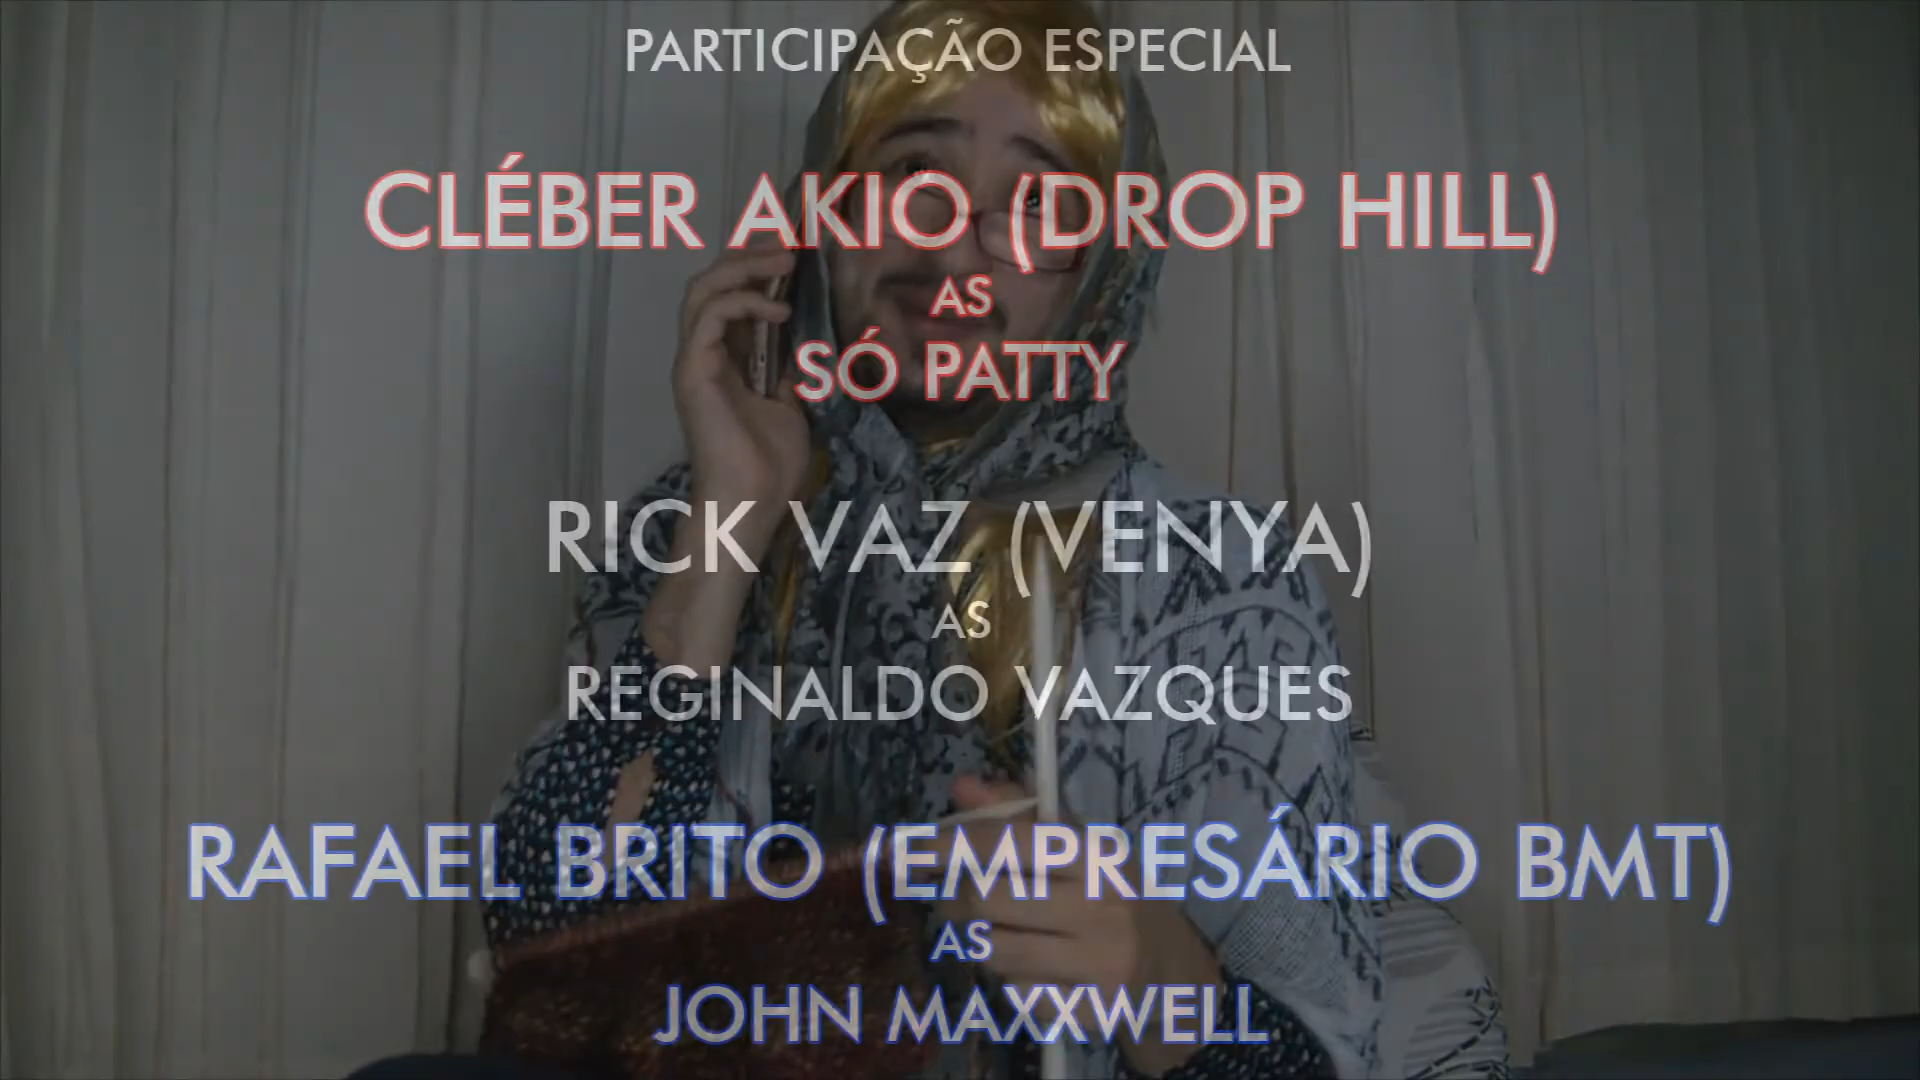 PARTICIPAÇÃO ESPECIAL
CLÉBER AKIO (DROP HILL)
AS
SÓ PATTY
RICK VAZ (VENYA)
AS
REGINALDO VAZQUES
RAFAEL BRITO (EMPRESÁRIO BMT)
AS
JOHN MAXXWELL